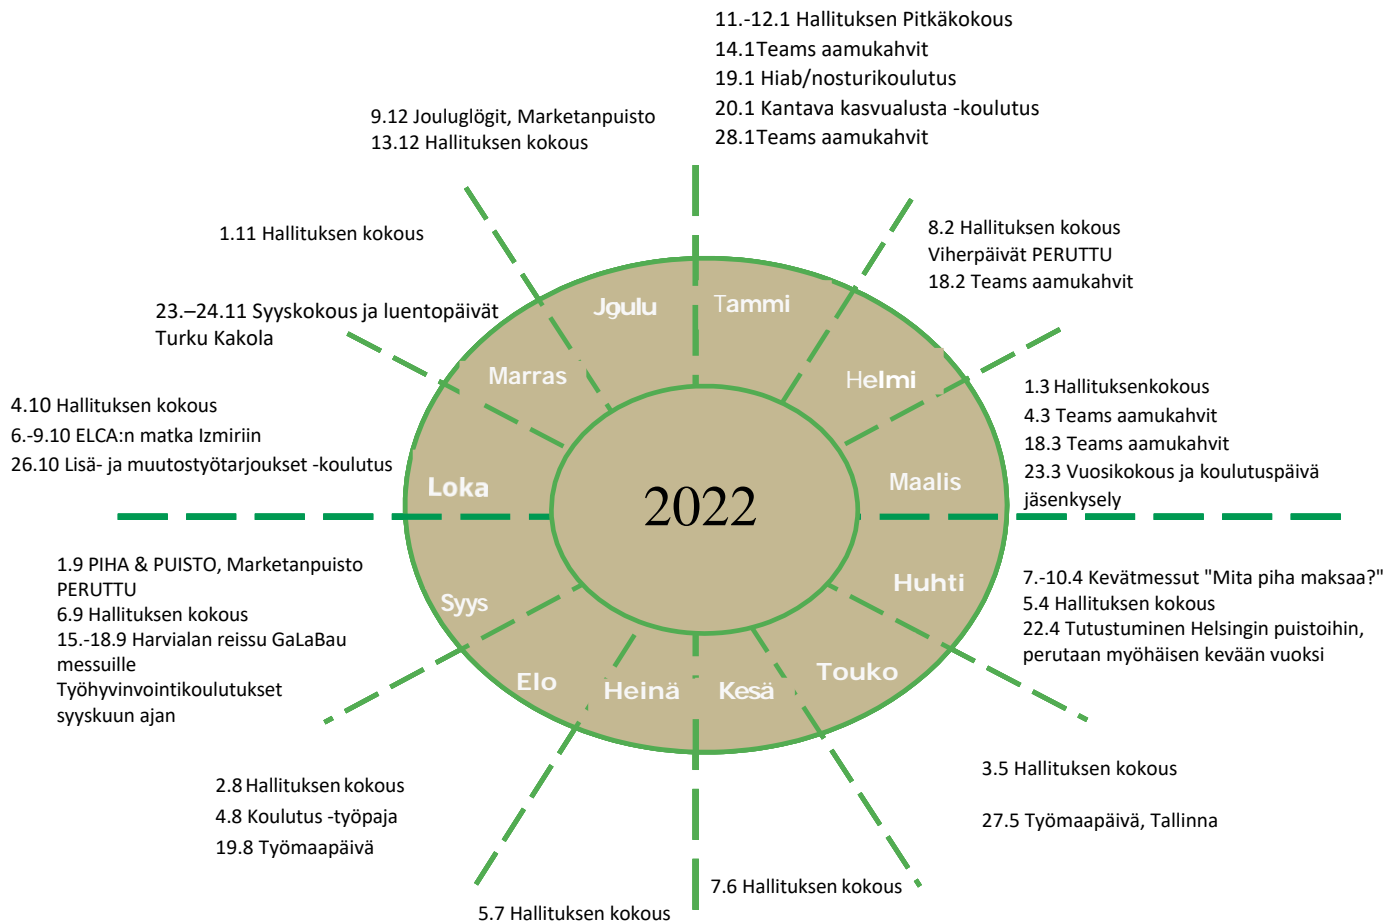 11.-12.1 Hallituksen Pitkäkokous
14.1Teams aamukahvit
19.1 Hiab/nosturikoulutus
20.1 Kantava kasvualusta -koulutus
28.1Teams aamukahvit
9.12 Jouluglögit, Marketanpuisto
13.12 Hallituksen kokous
8.2 Hallituksen kokous
Viherpäivät PERUTTU
18.2 Teams aamukahvit
1.11 Hallituksen kokous
23.–24.11 Syyskokous ja luentopäivät
Turku Kakola
1.3 Hallituksenkokous
4.3 Teams aamukahvit
18.3 Teams aamukahvit
23.3 Vuosikokous ja koulutuspäivä
jäsenkysely
4.10 Hallituksen kokous
6.-9.10 ELCA:n matka Izmiriin
26.10 Lisä- ja muutostyötarjoukset -koulutus
Joulu
Tammi
Marras
Helmi
Loka
Maalis
2022
Syys
Huhti
Elo
Heinä
Kesä
Touko
1.9 PIHA & PUISTO, Marketanpuisto
PERUTTU
6.9 Hallituksen kokous
15.-18.9 Harvialan reissu GaLaBau
messuille
Työhyvinvointikoulutukset
syyskuun ajan
7.-10.4 Kevätmessut "Mita piha maksaa?"
5.4 Hallituksen kokous
22.4 Tutustuminen Helsingin puistoihin,
perutaan myöhäisen kevään vuoksi
2.8 Hallituksen kokous
4.8 Koulutus -työpaja
19.8 Työmaapäivä
3.5 Hallituksen kokous
27.5 Työmaapäivä, Tallinna
5.7 Hallituksen kokous
7.6 Hallituksen kokous